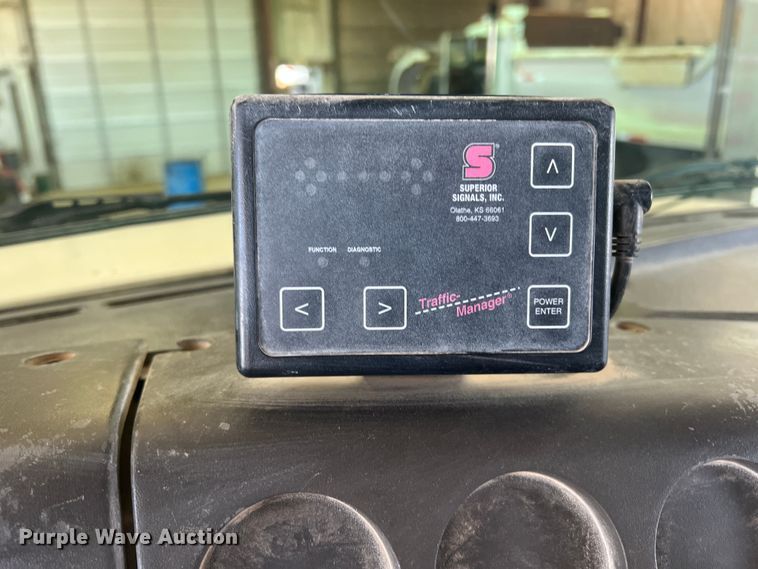 S®
SUPERIOR
SIGNALS, INC.
Olathe, KS 66061
800-447-3693
FUNCTION DIAGNOSTIC
< >
Traffic-
Manager®
Λ
V
POWER
ENTER
Purple Wave Auction